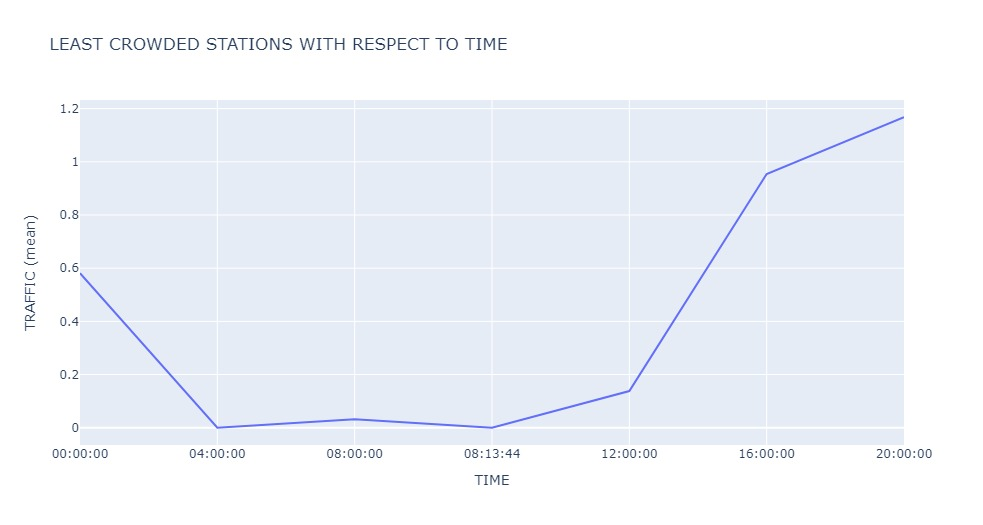 LEAST CROWDED STATIONS WITH RESPECT TO TIME
TRAFFIC (mean)
1.2
1
0.8
0.6
0.4
0.2
0
00:00:00 04:00:00 08:00:00 08:13:44 12:00:00 16:00:00 20:00:00
TIME